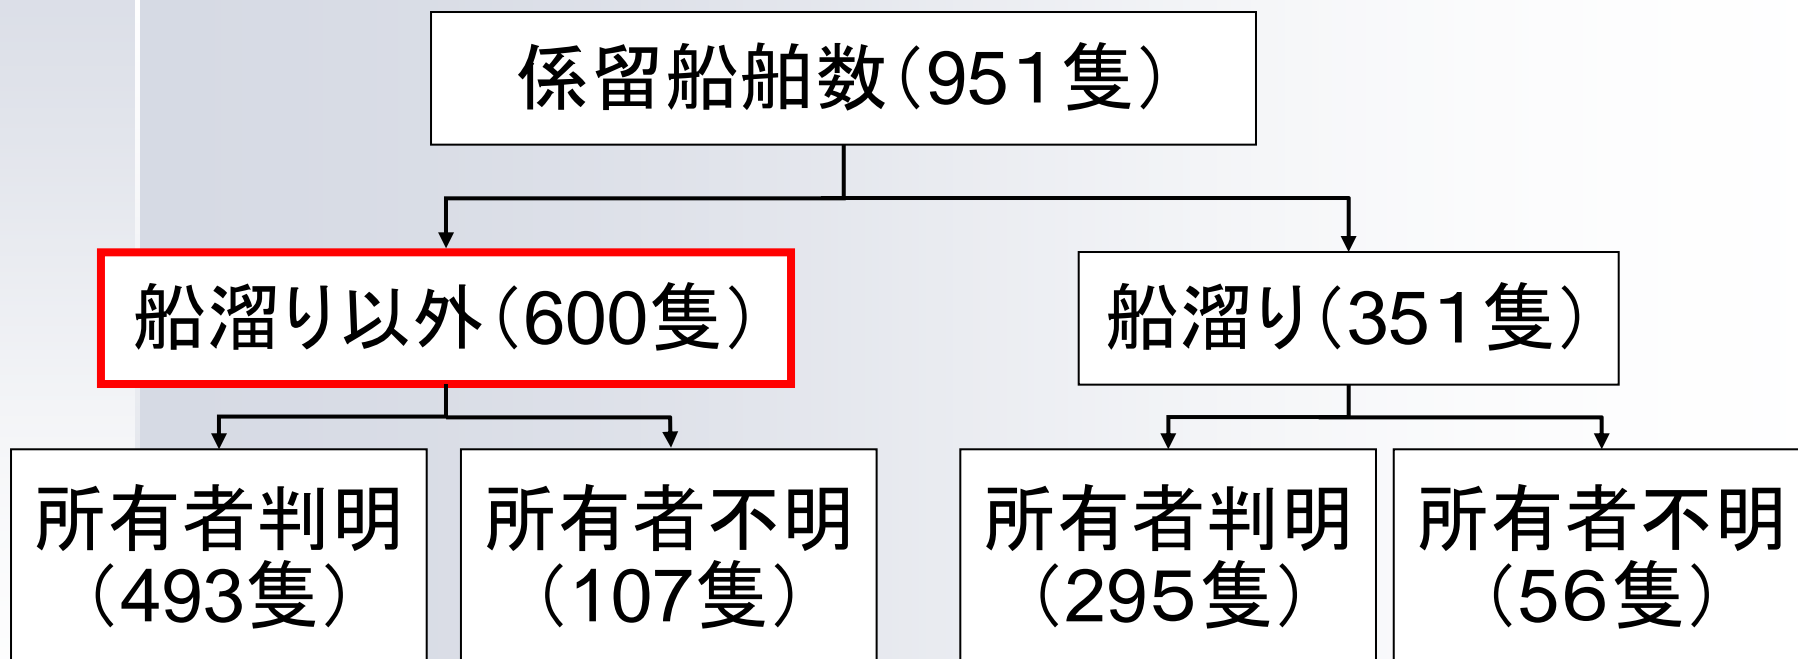 係留船舶数(951隻)
船溜り以外(600隻)
船溜り(351隻)
所有者判明
(493隻)
所有者不明
(107隻)
所有者判明
(295隻)
所有者不明
(56隻)